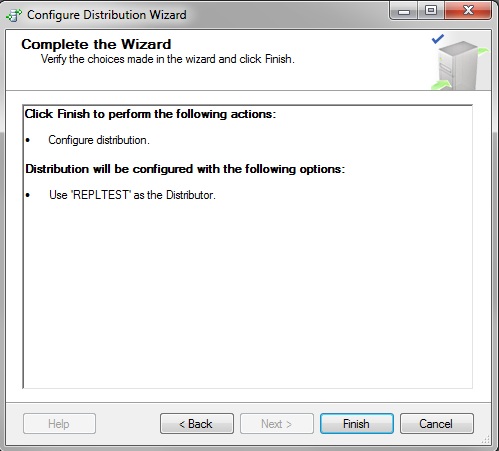 Configure Distribution Wizard
Complete the Wizard
Verify the choices made in the wizard and click Finish.
Click Finish to perform the following actions:
• Configure distribution.
Distribution will be configured with the following options:
• Use 'REPLTEST' as the Distributor.
Help
< Back
Next >
Finish
Cancel